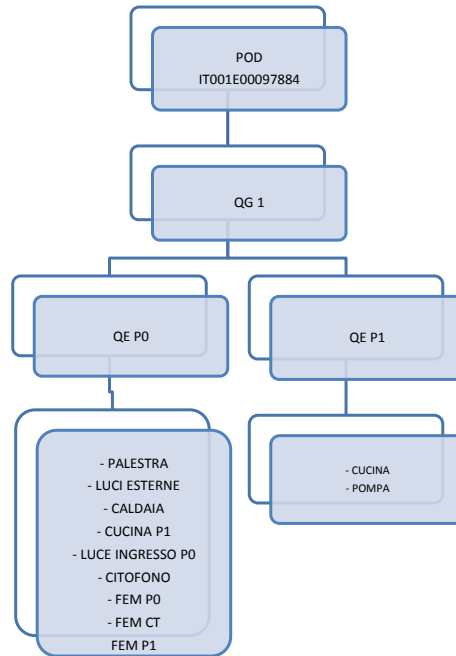 POD
IT001E00097884
QG 1
QE P0
QE P1
- PALESTRA
- LUCI ESTERNE
- CALDAIA
- CUCINA P1
- LUCE INGRESSO P0
- CITOFONO
- FEM P0
- FEM CT
FEM P1
- CUCINA
- POMPA